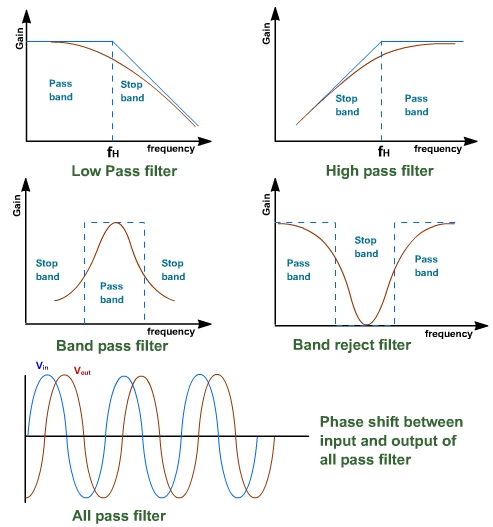 Gain
Pass
band
Stop
band
fH
frequency
Low Pass filter
Gain
Stop
band
Pass
band
fH
frequency
High pass filter
Gain
Stop
band
Pass
band
Stop
band
frequency
Band pass filter
Gain
Pass
band
Stop
band
Pass
band
frequency
Band reject filter
Vin
Vout
All pass filter
Phase shift between
input and output of
all pass filter